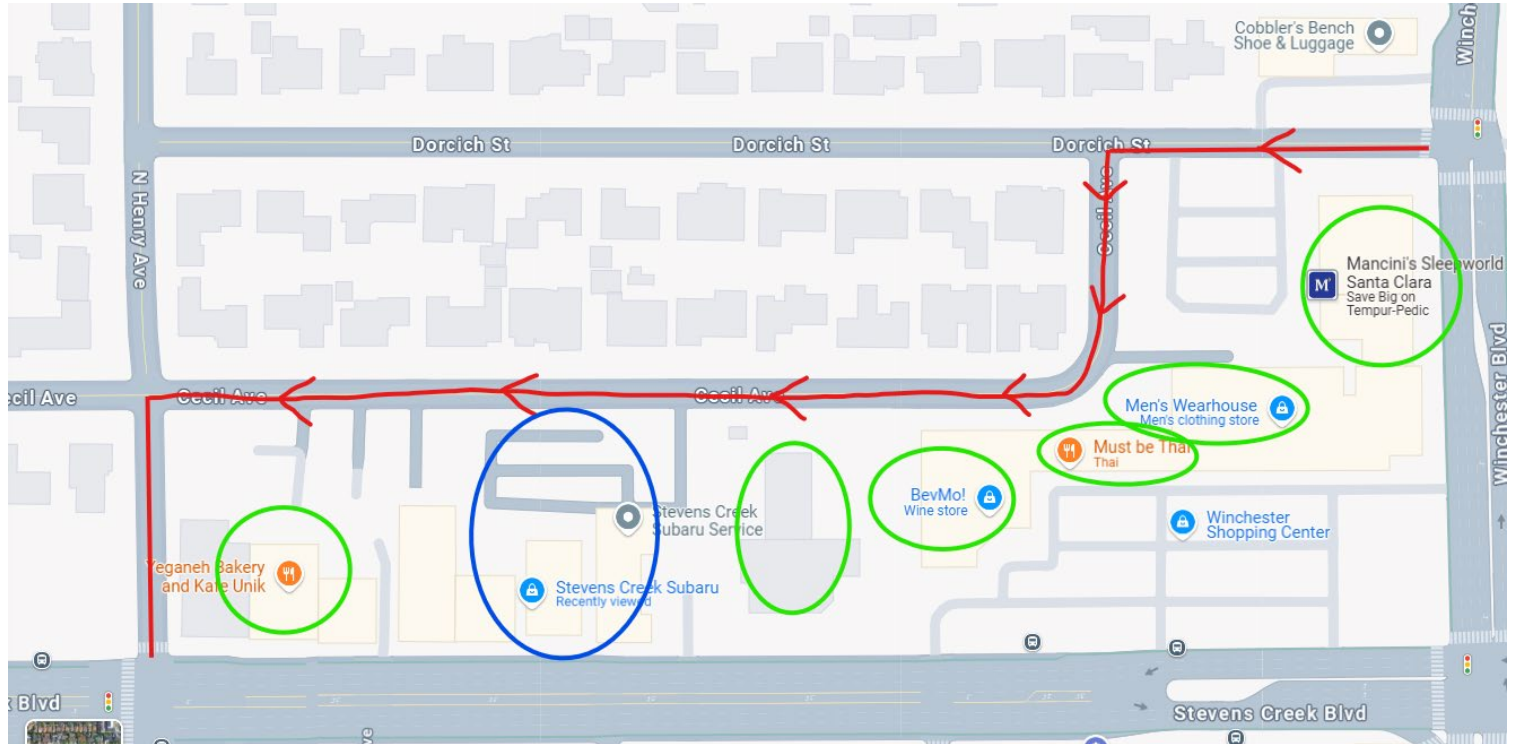 Cobbler's Bench
Shoe & Luggage
Winch
Dorcich St
Dorcich St
Dorcich St
N Henry Ave
Cecil Ave
Mancini's Sleepworld
Santa Clara
Save Big on
Tempur-Pedic
Winchester Blvd
ecil Ave
Cecil Ave
Cecil Ave
Men's Wearhouse
Men's clothing store
Must be Thai
Thai
BevMo!
Wine store
Winchester
Shopping Center
Stevens Creek
Subaru Service
Stevens Creek Subaru
Recently viewed
Yeganeh Bakery
and Kafe Unik
k Blvd
Stevens Creek Blvd
ve